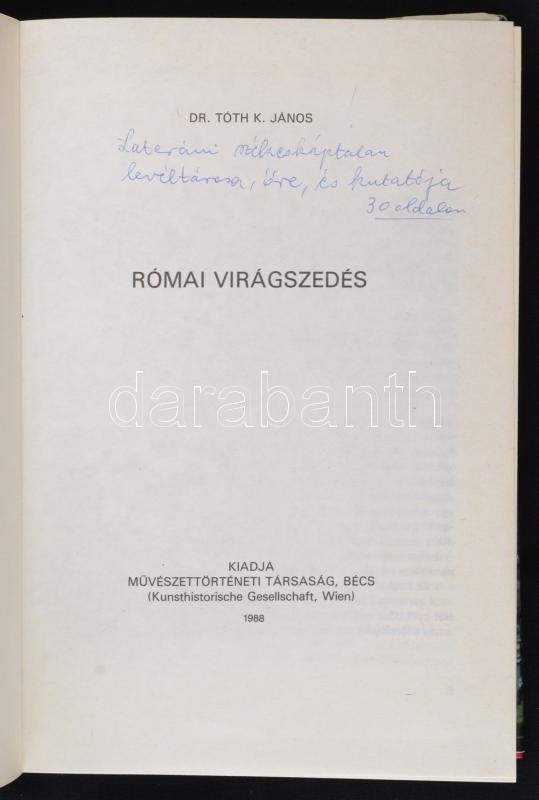 DR. TÓTH K. JÁNOS
Lateráni székeskáptalan
levéltárosa, őre, és kutatója
30 oldalon
RÓMAI VIRÁGSZEDÉS
darabanth
KIADJA
MŰVÉSZETTÖRTÉNETI TÁRSASÁG, BÉCS
(Kunsthistorische Gesellschaft, Wien)
1988